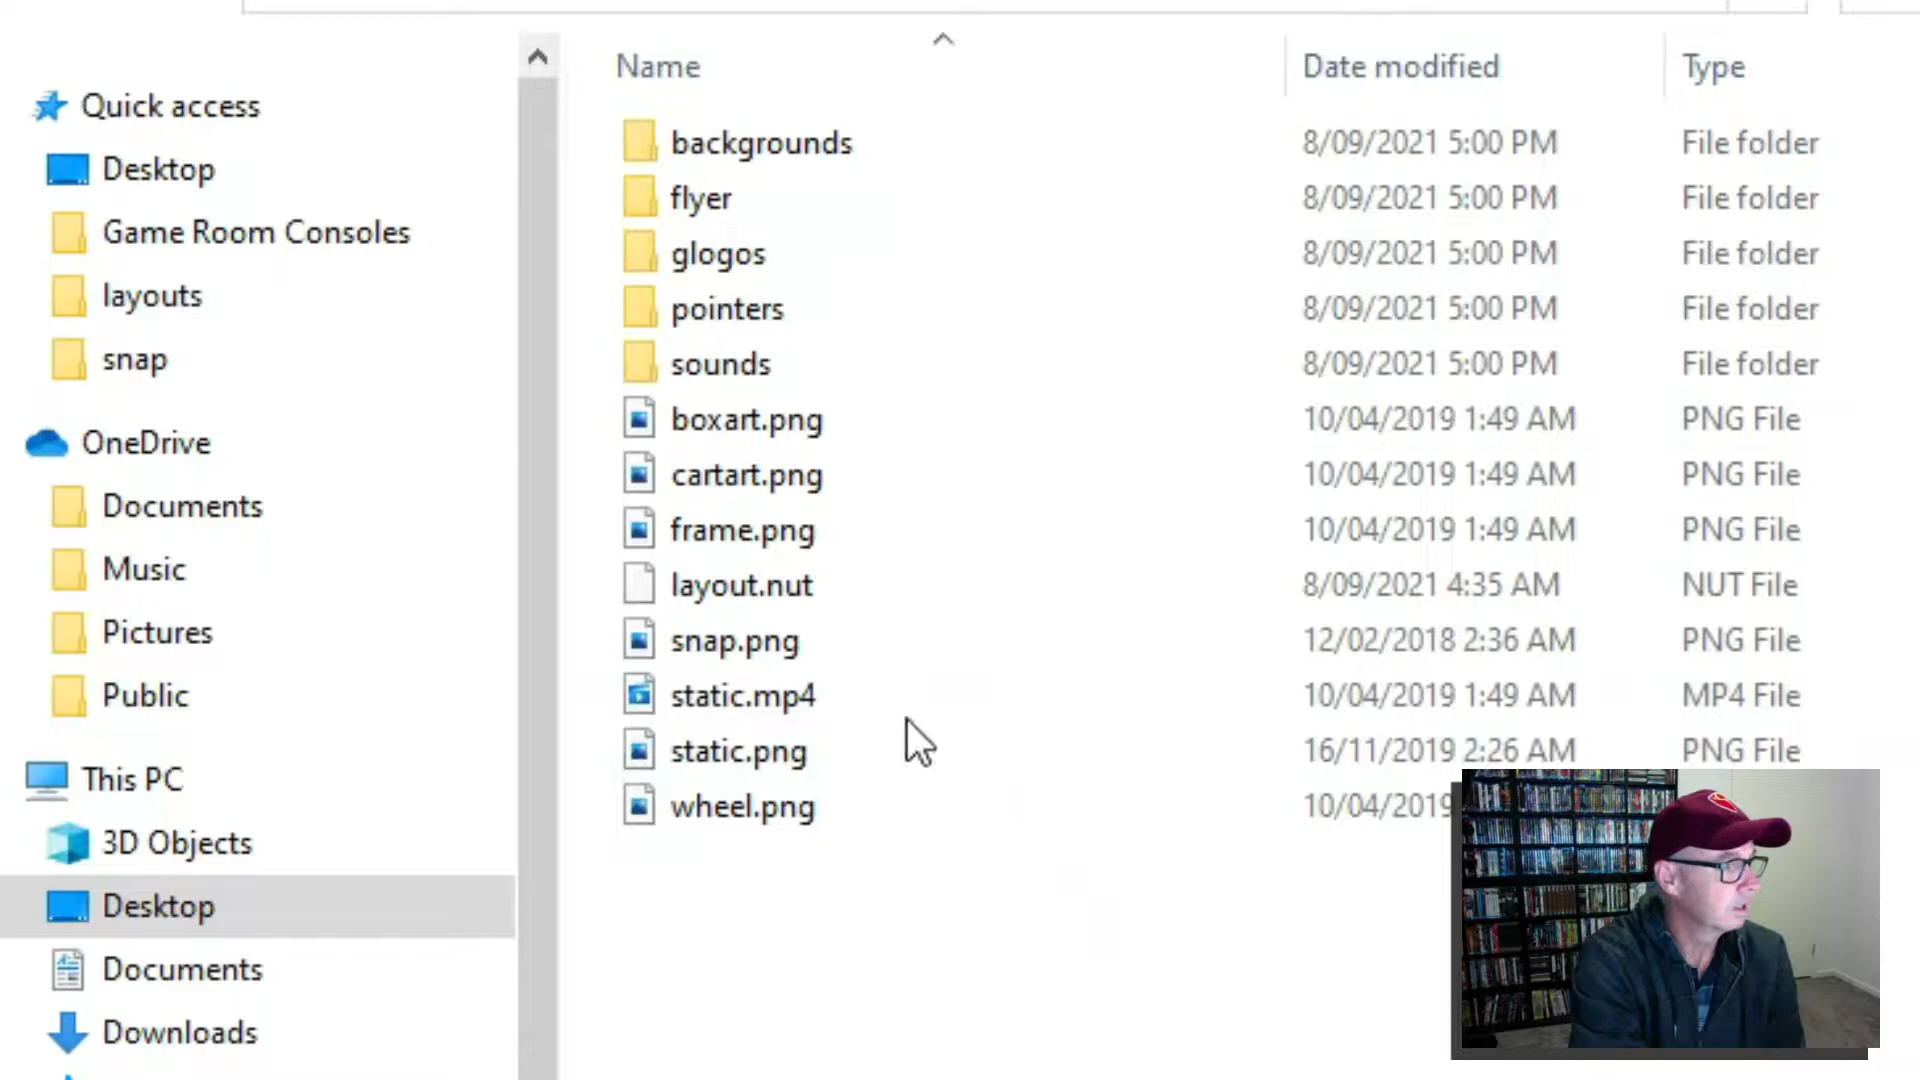 Name Date modified Type
Quick access
Desktop
Game Room Consoles
layouts
snap
OneDrive
Documents
Music
Pictures
Public
This PC
3D Objects
Desktop
Documents
Downloads
backgrounds 8/09/2021 5:00 PM File folder
flyer 8/09/2021 5:00 PM File folder
glogos 8/09/2021 5:00 PM File folder
pointers 8/09/2021 5:00 PM File folder
sounds 8/09/2021 5:00 PM File folder
boxart.png 10/04/2019 1:49 AM PNG File
cartart.png 10/04/2019 1:49 AM PNG File
frame.png 10/04/2019 1:49 AM PNG File
layout.nut 8/09/2021 4:35 AM NUT File
snap.png 12/02/2018 2:36 AM PNG File
static.mp4 10/04/2019 1:49 AM MP4 File
static.png 16/11/2019 2:26 AM PNG File
wheel.png 10/04/2019